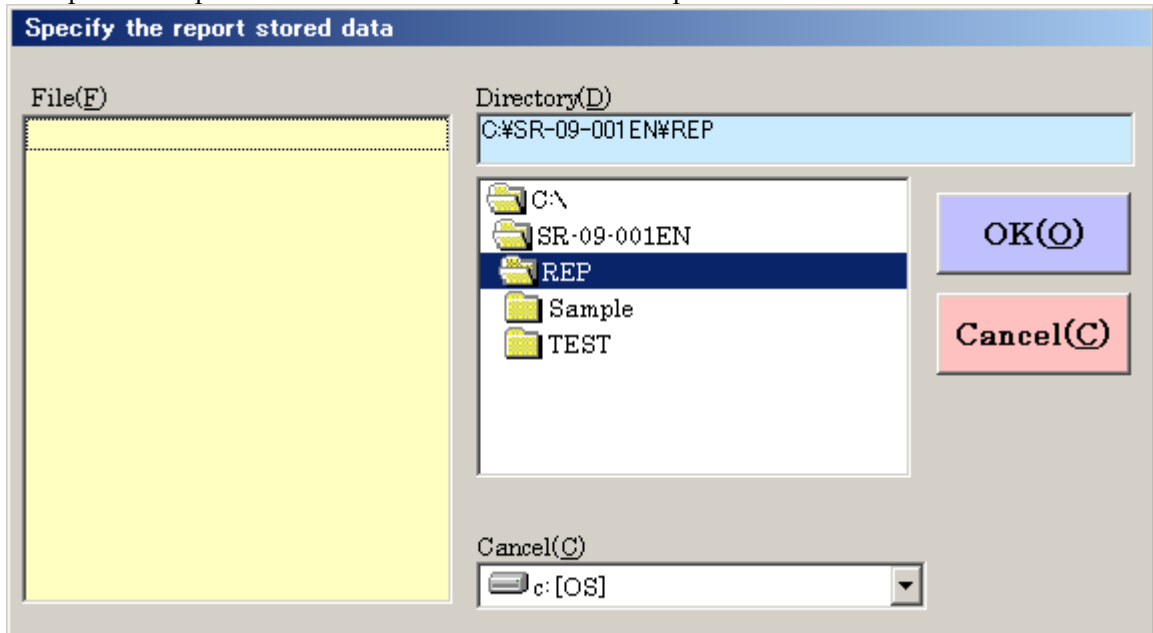 Specify the report stored data
File(F)
Directory(D)
C:¥SR-09-001EN¥REP
C:\
SR-09-001EN
REP
Sample
TEST
OK(O)
Cancel(C)
Cancel(C)
c: [OS]